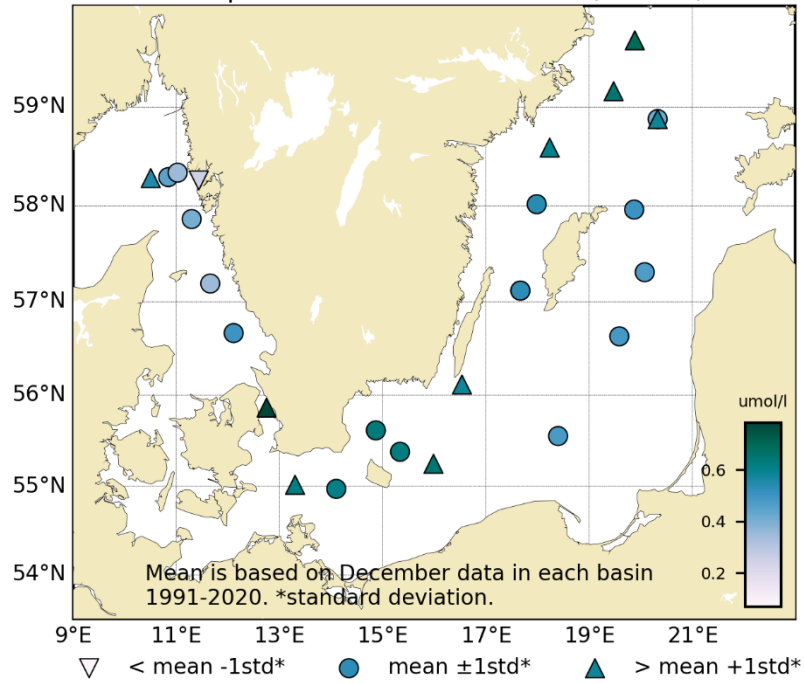 59°N
58°N
57°N
56°N
55°N
54°N
umol/l
0.6
0.4
0.2
Mean is based on December data in each basin
1991-2020. *standard deviation.
9°E 11°E 13°E 15°E 17°E 19°E 21°E
< mean -1std* mean ±1std* > mean +1std*